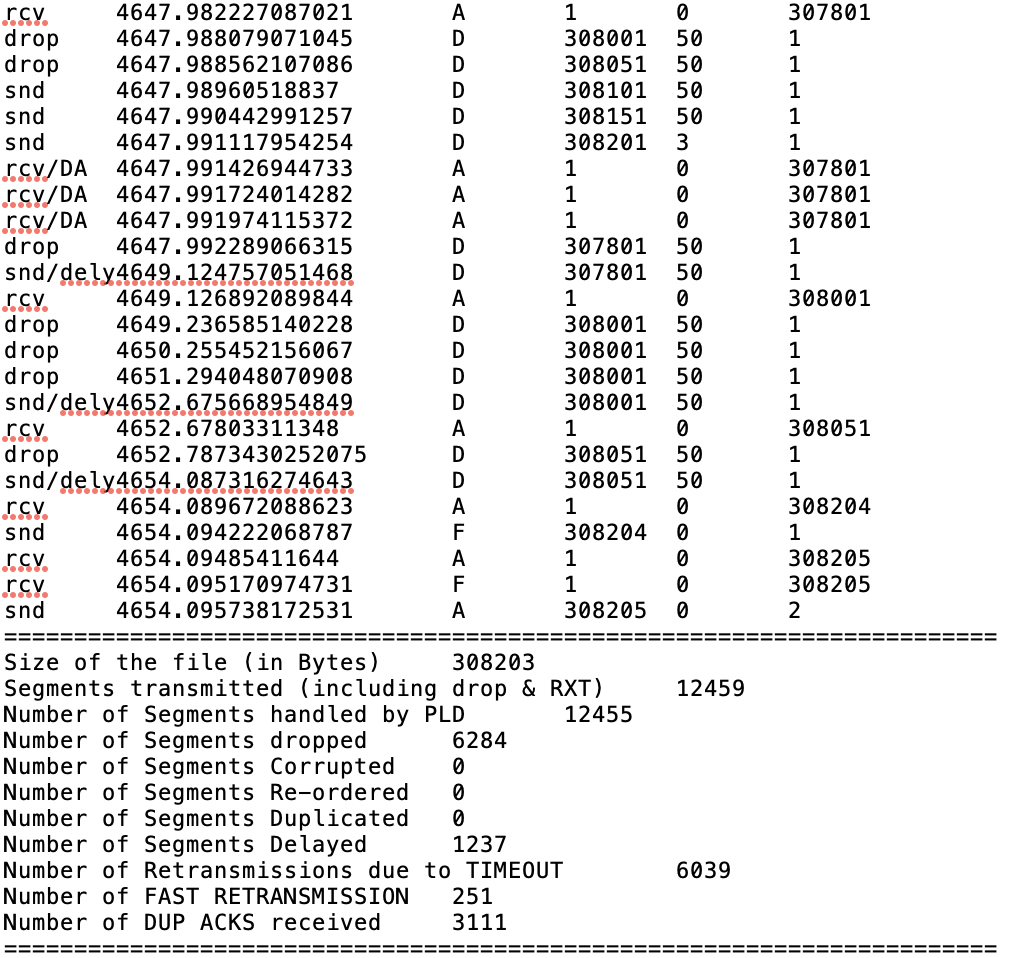 rcv 4647.982227087021 A 1 0 307801
drop 4647.988079071045 D 308001 50 1
drop 4647.988562107086 D 308051 50 1
snd 4647.98960518837 D 308101 50 1
snd 4647.990442991257 D 308151 50 1
snd 4647.991117954254 D 308201 3 1
rcv/DA 4647.991426944733 A 1 0 307801
rcv/DA 4647.991724014282 A 1 0 307801
rcv/DA 4647.991974115372 A 1 0 307801
drop 4647.992289066315 D 307801 50 1
snd/dely4649.124757051468 D 307801 50 1
rcv 4649.126892089844 A 1 0 308001
drop 4649.236585140228 D 308001 50 1
drop 4650.255452156067 D 308001 50 1
drop 4651.294048070908 D 308001 50 1
snd/dely4652.675668954849 D 308001 50 1
rcv 4652.67803311348 A 1 0 308051
drop 4652.7873430252075 D 308051 50 1
snd/dely4654.087316274643 D 308051 50 1
rcv 4654.089672088623 A 1 0 308204
snd 4654.094222068787 F 308204 0 1
rcv 4654.09485411644 A 1 0 308205
rcv 4654.095170974731 F 1 0 308205
snd 4654.095738172531 A 308205 0 2
=======================================================================
Size of the file (in Bytes) 308203
Segments transmitted (including drop & RXT) 12459
Number of Segments handled by PLD 12455
Number of Segments dropped 6284
Number of Segments Corrupted 0
Number of Segments Re-ordered 0
Number of Segments Duplicated 0
Number of Segments Delayed 1237
Number of Retransmissions due to TIMEOUT 6039
Number of FAST RETRANSMISSION 251
Number of DUP ACKS received 3111
=======================================================================